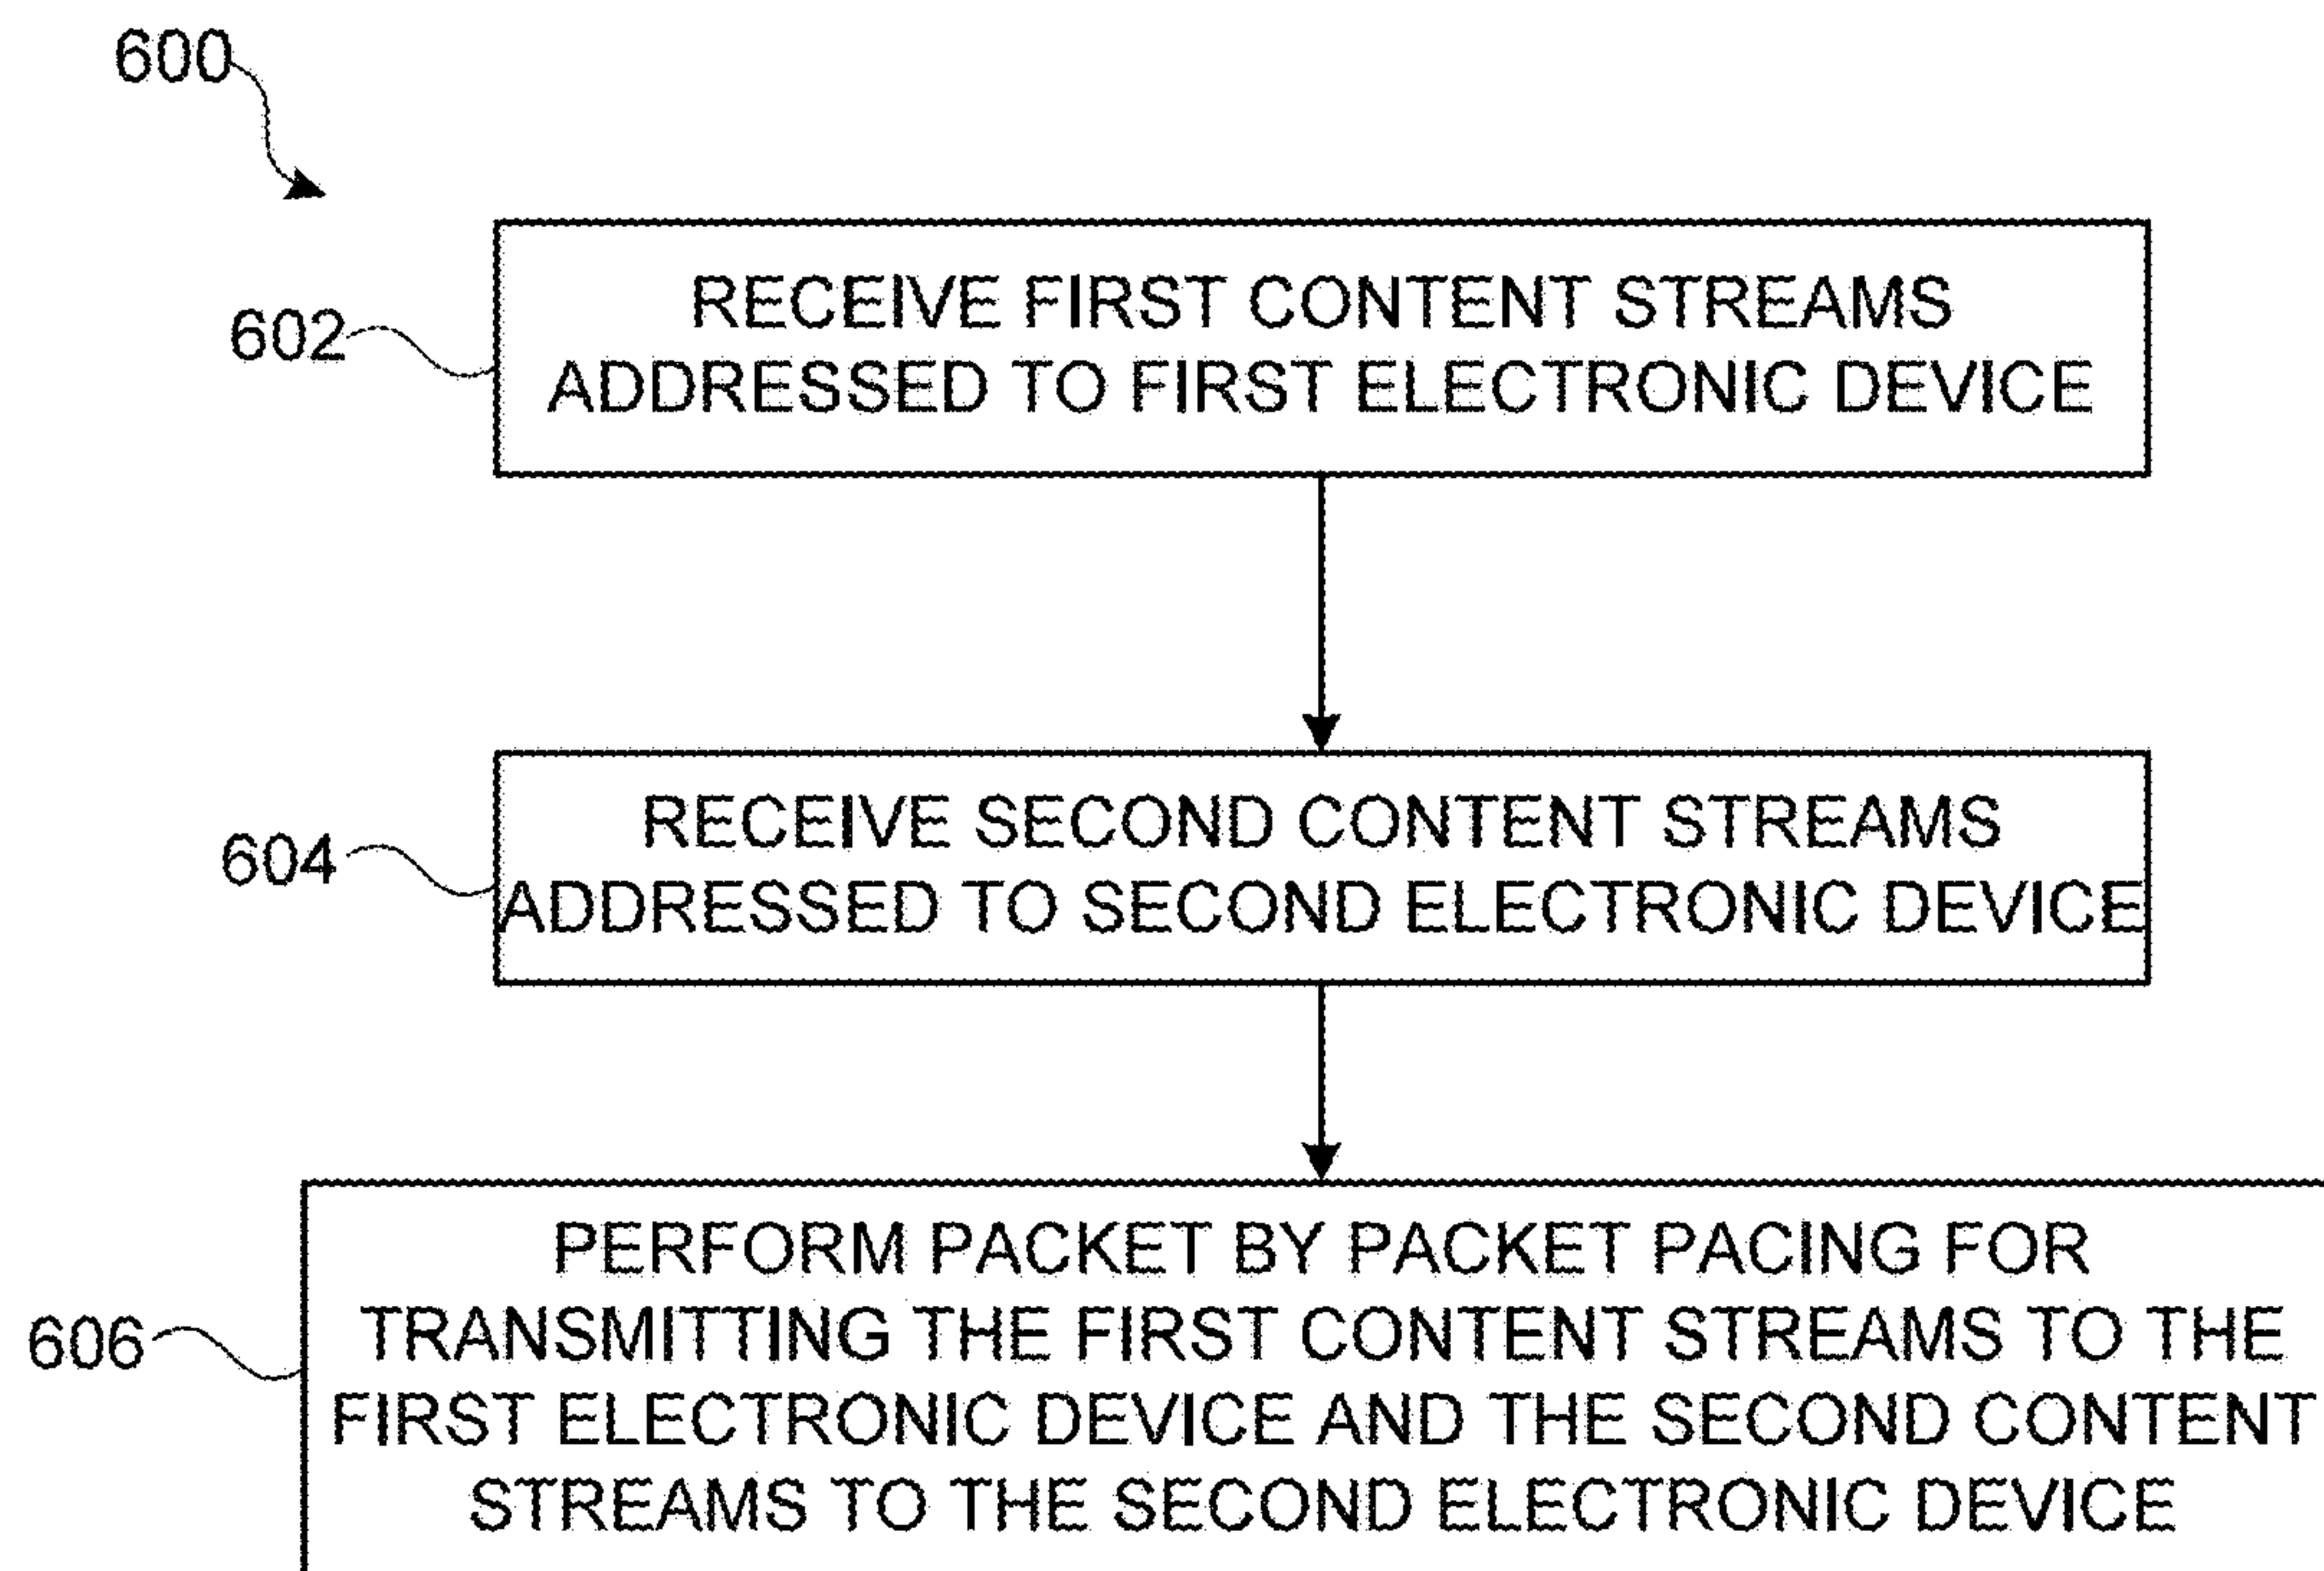 600
602
RECEIVE FIRST CONTENT STREAMS
ADDRESSED TO FIRST ELECTRONIC DEVICE
604
RECEIVE SECOND CONTENT STREAMS
ADDRESSED TO SECOND ELECTRONIC DEVICE
606
PERFORM PACKET BY PACKET PACING FOR
TRANSMITTING THE FIRST CONTENT STREAMS TO THE
FIRST ELECTRONIC DEVICE AND THE SECOND CONTENT
STREAMS TO THE SECOND ELECTRONIC DEVICE